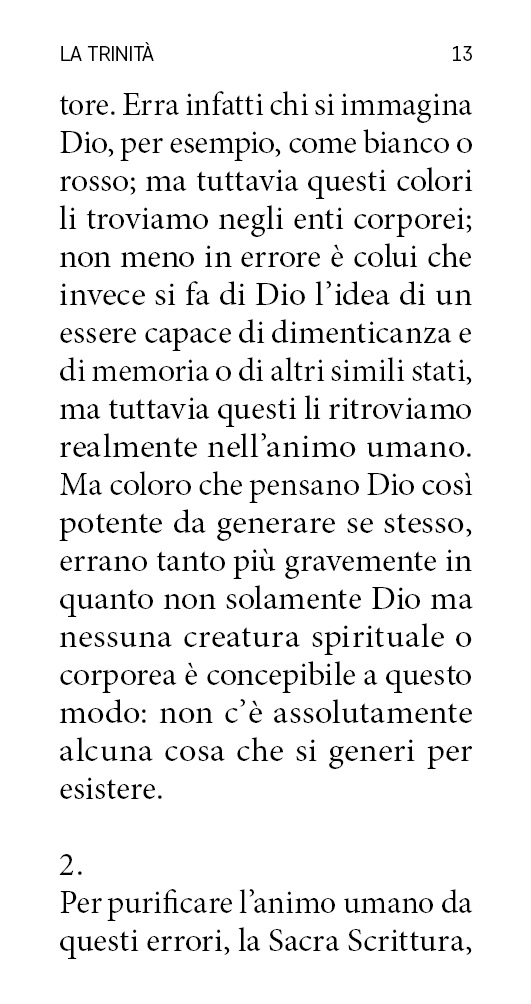 LA TRINITÀ 13
tore. Erra infatti chi si immagina
Dio, per esempio, come bianco o
rosso; ma tuttavia questi colori
li troviamo negli enti corporei;
non meno in errore è colui che
invece si fa di Dio l’idea di un
essere capace di dimenticanza e
di memoria o di altri simili stati,
ma tuttavia questi li ritroviamo
realmente nell’animo umano.
Ma coloro che pensano Dio così
potente da generare se stesso,
errano tanto più gravemente in
quanto non solamente Dio ma
nessuna creatura spirituale o
corporea è concepibile a questo
modo: non c’è assolutamente
alcuna cosa che si generi per
esistere.
2.
Per purificare l’animo umano da
questi errori, la Sacra Scrittura,